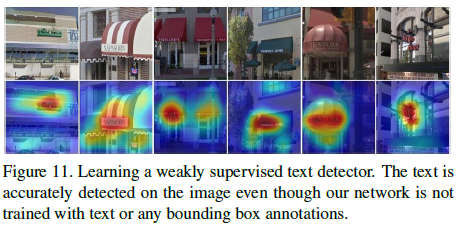 Figure 11. Learning a weakly supervised text detector. The text is
accurately detected on the image even though our network is not
trained with text or any bounding box annotations.